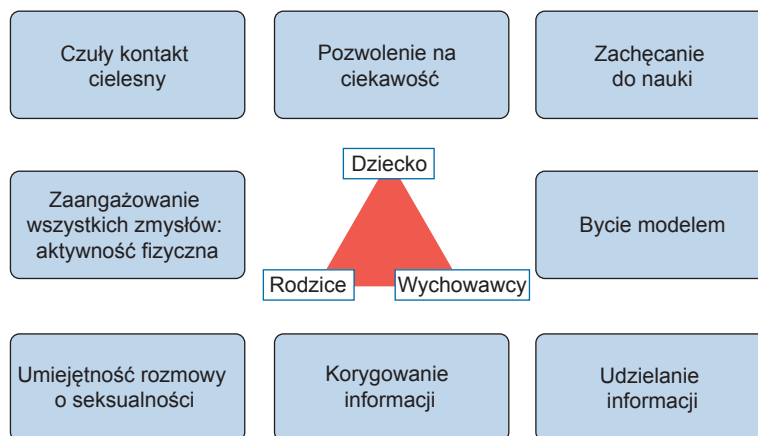 Czuły kontakt
cielesny
Pozwolenie na
ciekawość
Zachęcanie
do nauki
Dziecko
Zaangażowanie
wszystkich zmysłów:
aktywność fizyczna
Bycie modelem
Rodzice
Wychowawcy
Umiejętność rozmowy
o seksualności
Korygowanie
informacji
Udzielanie
informacji